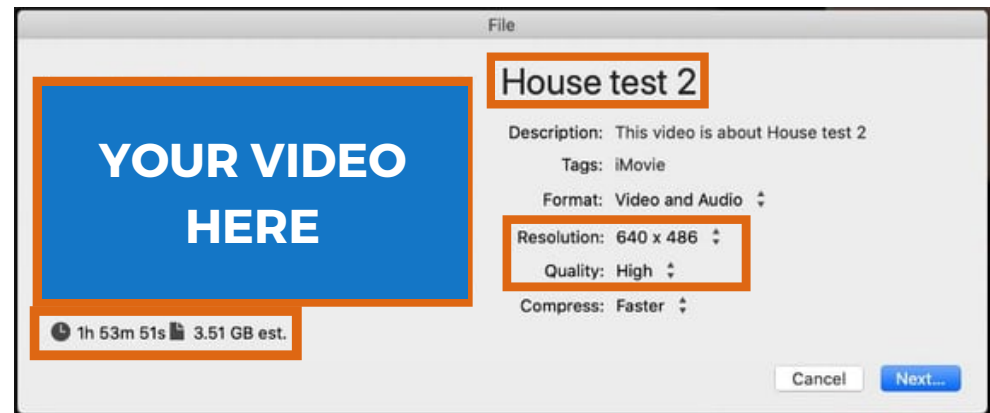 File
YOUR VIDEO
HERE
1h 53m 51s 3.51 GB est.
House test 2
Description: This video is about House test 2
Tags: iMovie
Format: Video and Audio
Resolution: 640 x 486
Quality: High
Compress: Faster
Cancel Next...